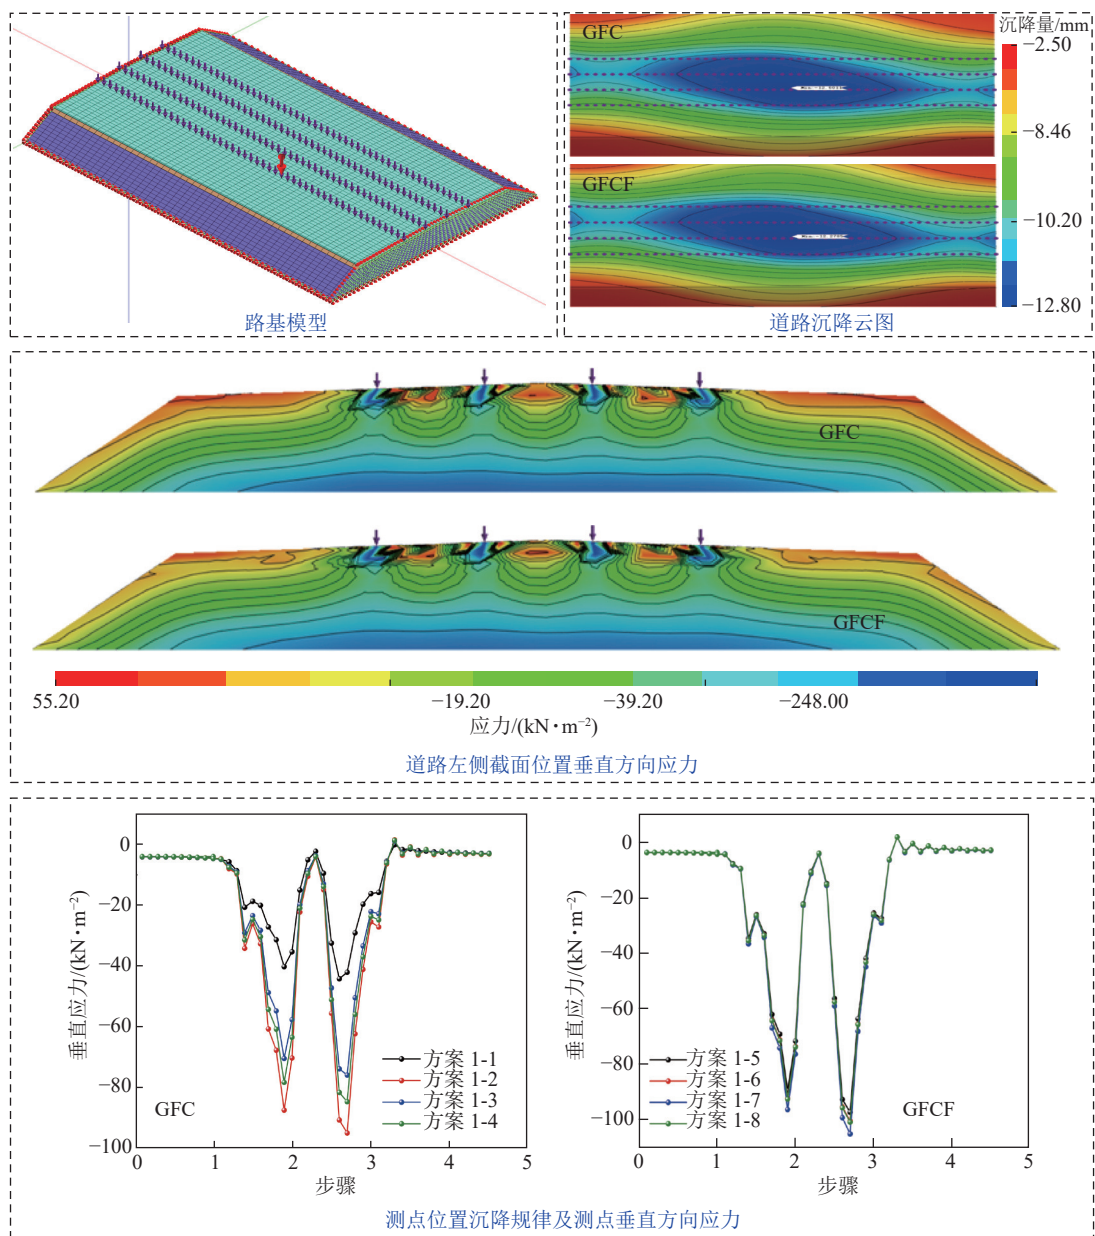 路基模型
GFC
GFCF
沉降量/mm
−2.50
−8.46
−10.20
−12.80
道路沉降云图
GFC
GFCF
55.20
−19.20
−39.20
−248.00
应力/(kN·m⁻²)
道路左侧截面位置垂直方向应力
0
−20
−40
−60
−80
−100
垂直应力/(kN·m⁻²)
GFC
方案 1-1
方案 1-2
方案 1-3
方案 1-4
0
1
2
3
4
5
步骤
0
−20
−40
−60
−80
−100
垂直应力/(kN·m⁻²)
方案 1-5
方案 1-6
方案 1-7
方案 1-8
GFCF
0
1
2
3
4
5
步骤
测点位置沉降规律及测点垂直方向应力